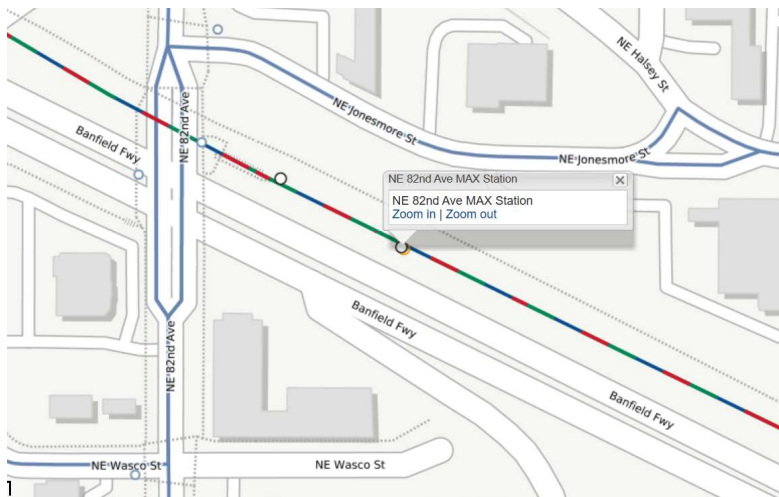 NE Halsey St
NE 82nd Ave
NE Jonesmore St
Banfield Fwy
NE Jonesmore St
NE 82nd Ave MAX Station
NE 82nd Ave MAX Station
Zoom in | Zoom out
Banfield Fwy
NE 82nd Ave
Banfield Fwy
NE Wasco St
NE Wasco St
1